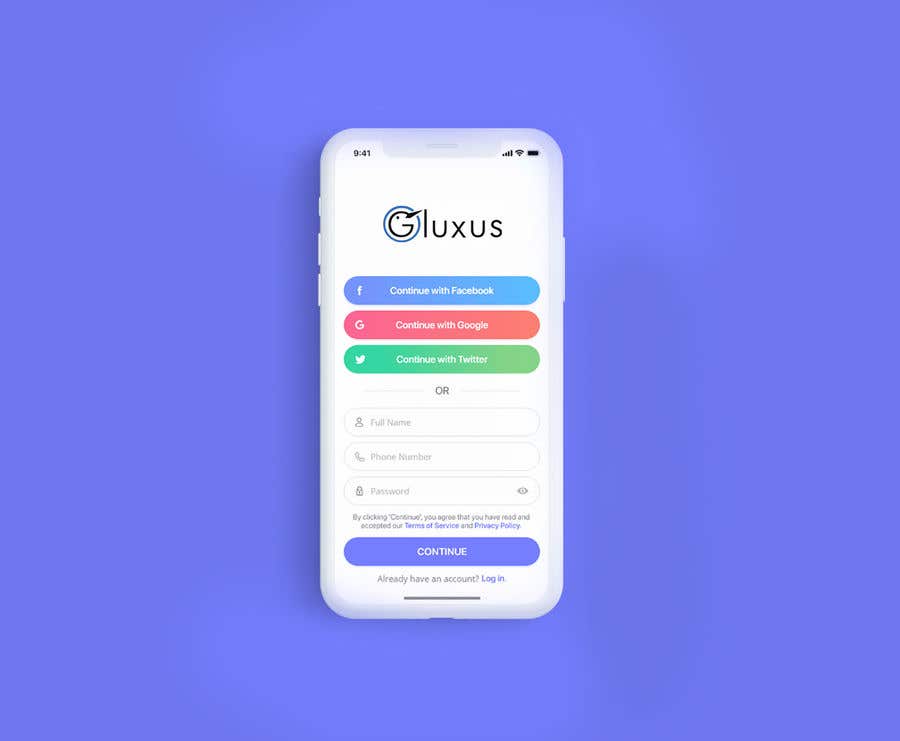 9:41
Gluxus
Continue with Facebook
Continue with Google
Continue with Twitter
OR
Full Name
Phone Number
Password
By clicking "Continue", you agree that you have read and
accepted our Terms of Service and Privacy Policy.
CONTINUE
Already have an account? Log in.